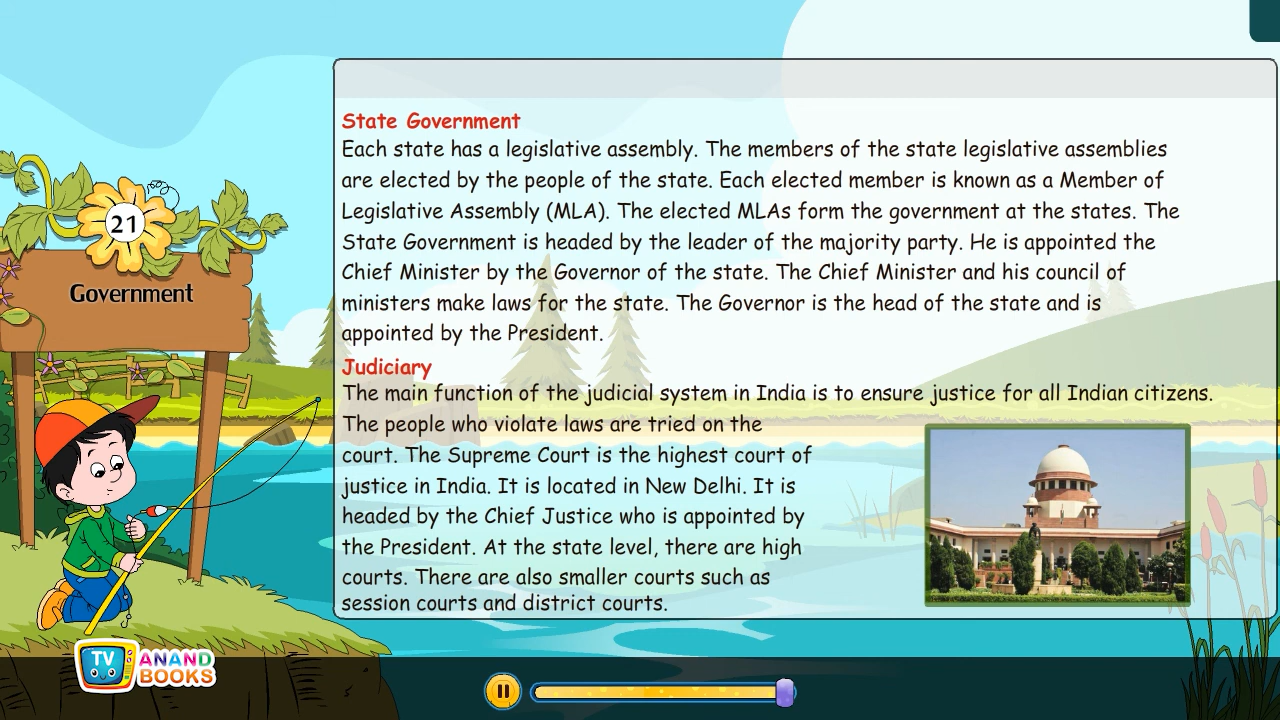 21
Government
State Government
Each state has a legislative assembly. The members of the state legislative assemblies
are elected by the people of the state. Each elected member is known as a Member of
Legislative Assembly (MLA). The elected MLAs form the government at the states. The
State Government is headed by the leader of the majority party. He is appointed the
Chief Minister by the Governor of the state. The Chief Minister and his council of
ministers make laws for the state. The Governor is the head of the state and is
appointed by the President.
Judiciary
The main function of the judicial system in India is to ensure justice for all Indian citizens.
The people who violate laws are tried on the
court. The Supreme Court is the highest court of
justice in India. It is located in New Delhi. It is
headed by the Chief Justice who is appointed by
the President. At the state level, there are high
courts. There are also smaller courts such as
session courts and district courts.
TV
ANAND
BOOKS